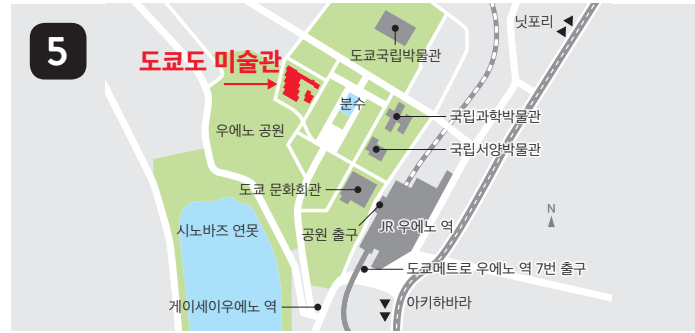 5
닛포리
도쿄도 미술관
도쿄국립박물관
분수
국립과학박물관
우에노 공원
국립서양박물관
도쿄 문화회관
N
시노바즈 연못
공원 출구
JR 우에노 역
도쿄메트로 우에노 역 7번 출구
게이세이우에노 역
아키하바라